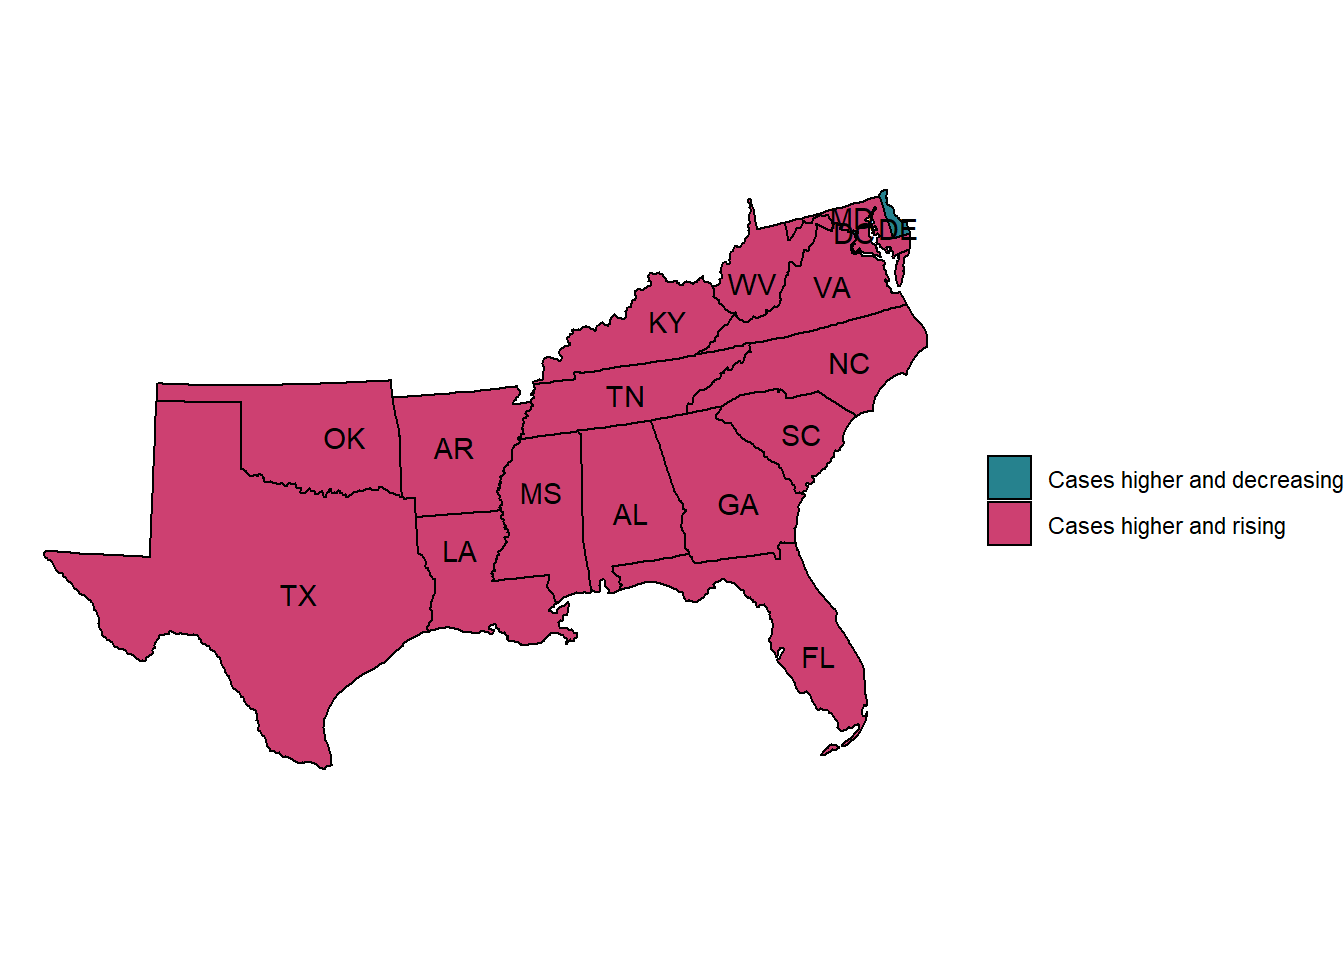 MD
DC
DE
WV
VA
KY
NC
TN
SC
OK
AR
MS
GA
AL
LA
TX
FL
Cases higher and decreasing
Cases higher and rising